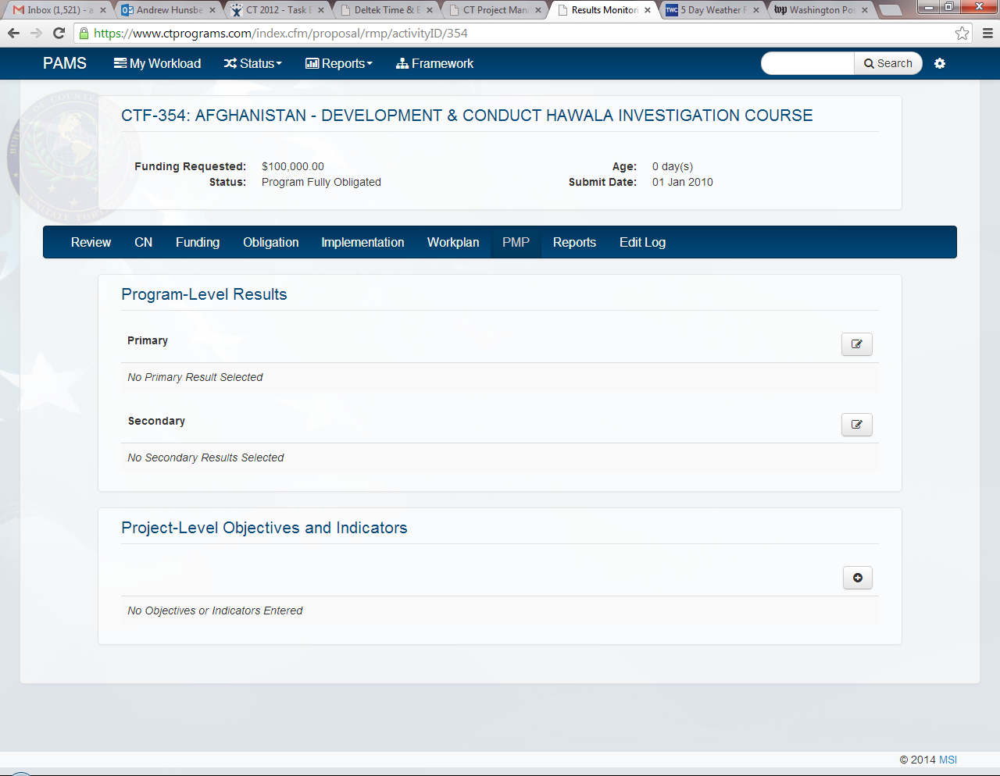 Inbox (1,521) - a
Andrew Hunsbe
CT 2012 - Task
Deltek Time & E
CT Project Man
Results Monitori
TWC 5 Day Weather F
wp Washington Pos
https://www.ctprograms.com/index.cfm/proposal/rmp/activityID/354
PAMS My Workload Status Reports Framework Search
CTF-354: AFGHANISTAN - DEVELOPMENT & CONDUCT HAWALA INVESTIGATION COURSE
Funding Requested: $100,000.00 Age: 0 day(s)
Status: Program Fully Obligated Submit Date: 01 Jan 2010
Review CN Funding Obligation Implementation Workplan PMP Reports Edit Log
Program-Level Results
Primary
No Primary Result Selected
Secondary
No Secondary Results Selected
Project-Level Objectives and Indicators
No Objectives or Indicators Entered
© 2014 MSI